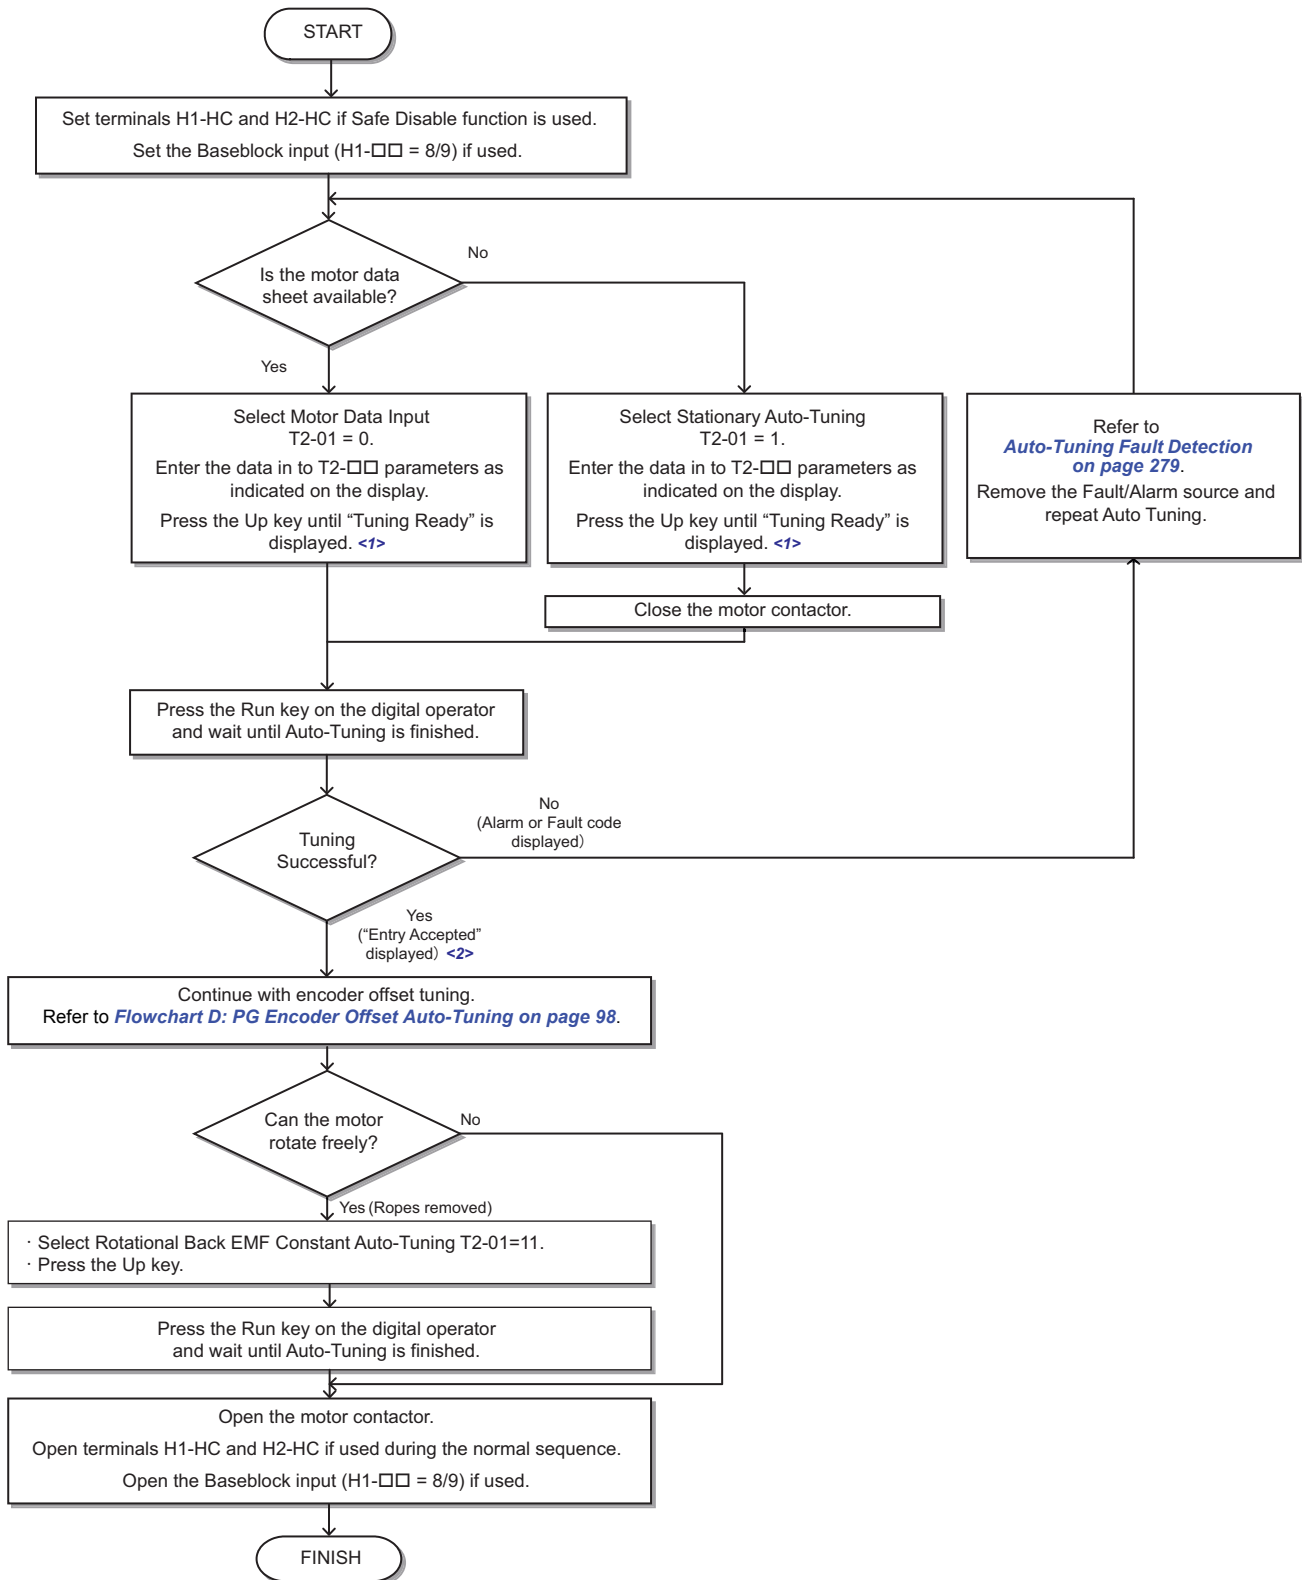 START
Set terminals H1-HC and H2-HC if Safe Disable function is used.
Set the Baseblock input (H1-□□ = 8/9) if used.
Is the motor data
sheet available?
No
Yes
Select Motor Data Input
T2-01 = 0.
Enter the data in to T2-□□ parameters as
indicated on the display.
Press the Up key until “Tuning Ready” is
displayed. <1>
Select Stationary Auto-Tuning
T2-01 = 1.
Enter the data in to T2-□□ parameters as
indicated on the display.
Press the Up key until “Tuning Ready” is
displayed. <1>
Refer to
Auto-Tuning Fault Detection
on page 279.
Remove the Fault/Alarm source and
repeat Auto Tuning.
Close the motor contactor.
Press the Run key on the digital operator
and wait until Auto-Tuning is finished.
Tuning
Successful?
No
(Alarm or Fault code
displayed)
Yes
(“Entry Accepted”
displayed) <2>
Continue with encoder offset tuning.
Refer to Flowchart D: PG Encoder Offset Auto-Tuning on page 98.
Can the motor
rotate freely?
No
Yes (Ropes removed)
· Select Rotational Back EMF Constant Auto-Tuning T2-01=11.
· Press the Up key.
Press the Run key on the digital operator
and wait until Auto-Tuning is finished.
Open the motor contactor.
Open terminals H1-HC and H2-HC if used during the normal sequence.
Open the Baseblock input (H1-□□ = 8/9) if used.
FINISH